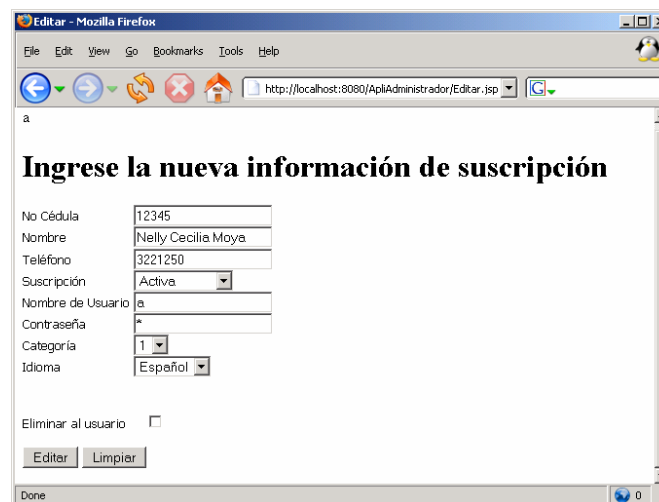 Editar - Mozilla Firefox
File Edit View Go Bookmarks Tools Help
http://localhost:8080/ApliAdministrador/Editar.jsp G
a
Ingrese la nueva información de suscripción
No Cédula 12345
Nombre Nelly Cecilia Moya
Teléfono 3221250
Suscripción Activa
Nombre de Usuario a
Contraseña *
Categoría 1
Idioma Español
Eliminar al usuario
Editar Limpiar
Done 0